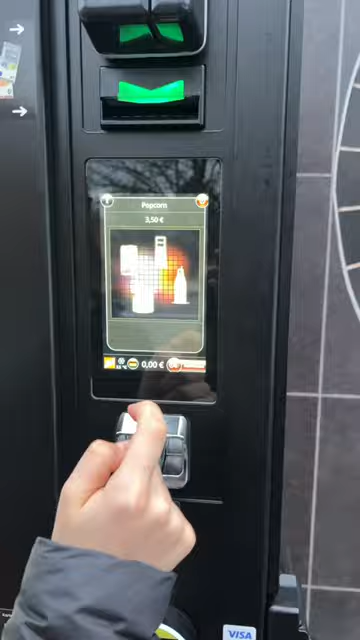 Popcorn
3,50 €
0,00 €
VISA